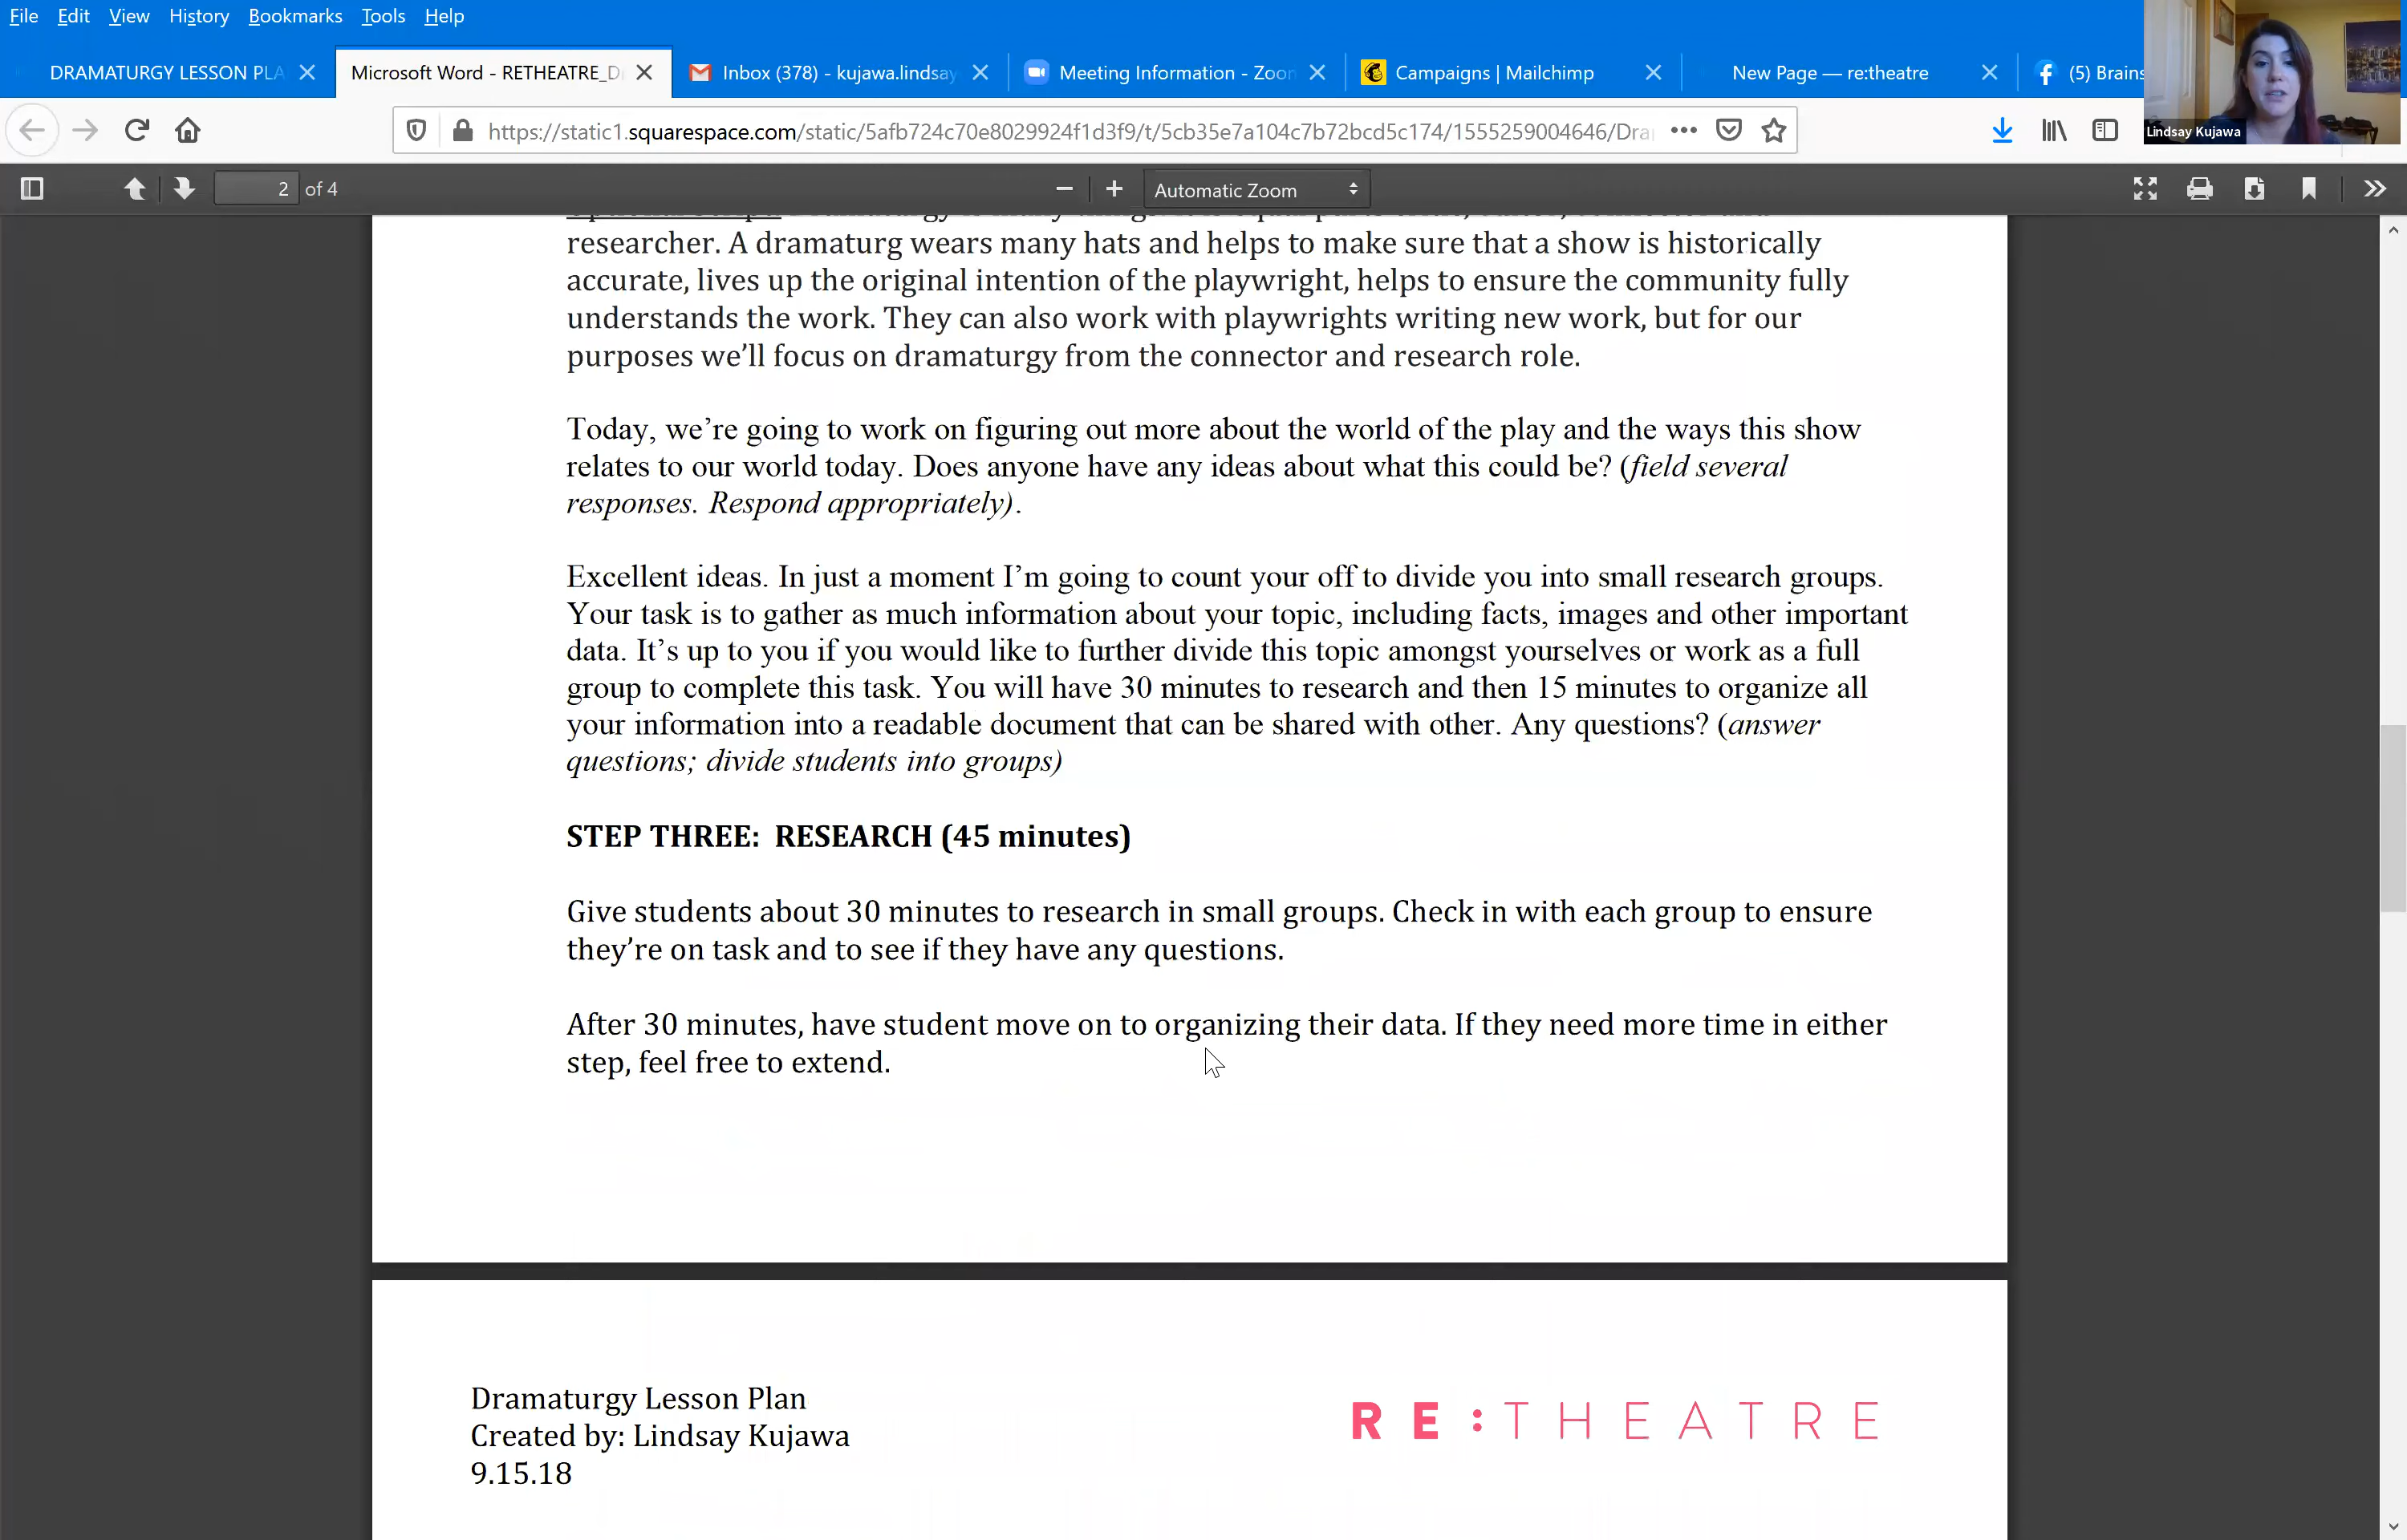 File Edit View History Bookmarks Tools Help
DRAMATURGY LESSON PLA
Microsoft Word - RETHEATRE_D
Inbox (378) - kujawa.lindsay
Meeting Information - Zoo
Campaigns | Mailchimp
New Page — re:theatre
(5) Brains
Lindsay Kujawa
https://static1.squarespace.com/static/5afb724c70e8029924f1d3f9/t/5cb35e7a104c7b72bcd5c174/1555259004646/Dra
2 of 4
Automatic Zoom
researcher. A dramaturg wears many hats and helps to make sure that a show is historically
accurate, lives up the original intention of the playwright, helps to ensure the community fully
understands the work. They can also work with playwrights writing new work, but for our
purposes we’ll focus on dramaturgy from the connector and research role.
Today, we’re going to work on figuring out more about the world of the play and the ways this show
relates to our world today. Does anyone have any ideas about what this could be? (field several
responses. Respond appropriately).
Excellent ideas. In just a moment I’m going to count your off to divide you into small research groups.
Your task is to gather as much information about your topic, including facts, images and other important
data. It’s up to you if you would like to further divide this topic amongst yourselves or work as a full
group to complete this task. You will have 30 minutes to research and then 15 minutes to organize all
your information into a readable document that can be shared with other. Any questions? (answer
questions; divide students into groups)
STEP THREE: RESEARCH (45 minutes)
Give students about 30 minutes to research in small groups. Check in with each group to ensure
they’re on task and to see if they have any questions.
After 30 minutes, have student move on to organizing their data. If they need more time in either
step, feel free to extend.
Dramaturgy Lesson Plan
Created by: Lindsay Kujawa
9.15.18
RE:THEATRE